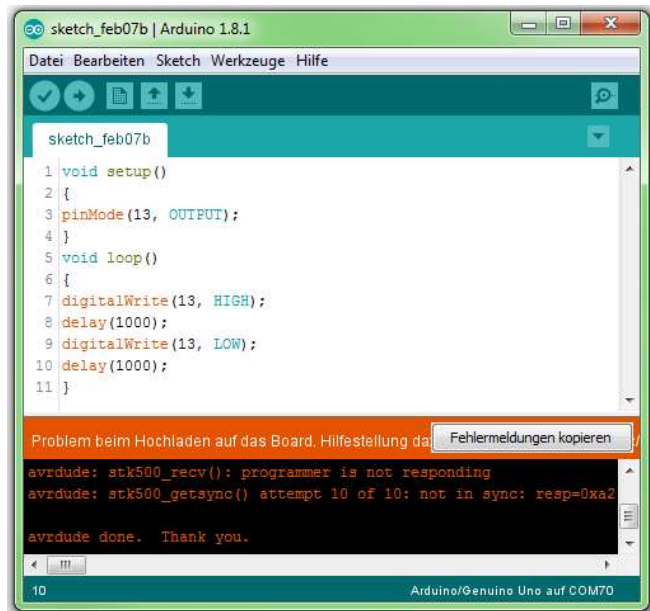 sketch_feb07b | Arduino 1.8.1
Datei Bearbeiten Sketch Werkzeuge Hilfe
sketch_feb07b
1 void setup()
2 {
3 pinMode(13, OUTPUT);
4 }
5 void loop()
6 {
7 digitalWrite(13, HIGH);
8 delay(1000);
9 digitalWrite(13, LOW);
10 delay(1000);
11 }
Problem beim Hochladen auf das Board. Hilfestellung Fehlermeldungen kopieren
avrdude: stk500_recv(): programmer is not responding
avrdude: stk500_getsync() attempt 10 of 10: not in sync: resp=0xa2
avrdude done. Thank you.
10 Arduino/Genuino Uno auf COM70